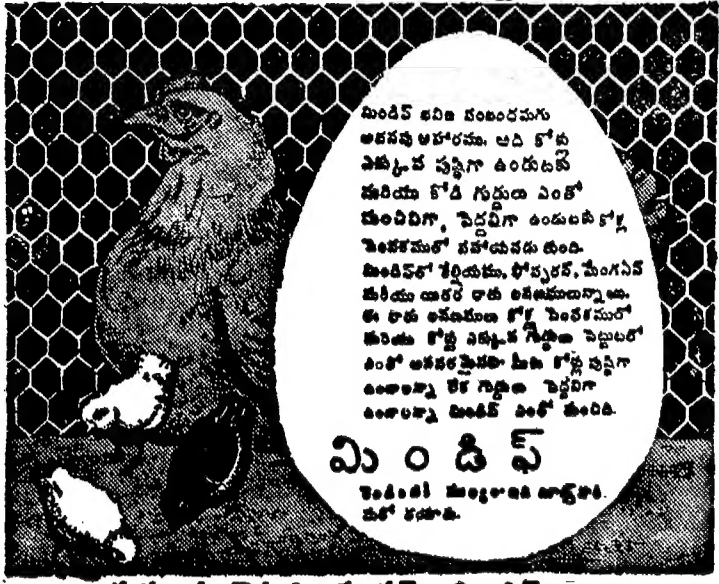 మిండిఫ్ ఖనిజ సంబంధమగు
అదనపు ఆహారము. అది కోళ్లు
ఎక్కువ పుష్టిగా ఉండుటకు
మరియు కోడి గుడ్లు ఎంతో
మంచివిగా, పెద్దవిగా ఉండుటకు కోళ్ల
పెంపకములో సహాయపడు తుంది.
మిండిఫ్‌లో కేల్షియము, ఫోస్ఫరస్, మేంగనీస్
మరియు యితర ధాతు లవణములున్నాయి.
ఈ ధాతు లవణములు కోళ్ల పెంపకములో
మరియు కోళ్లు ఎక్కువ గుడ్లు పెట్టుటలో
ఎంతో అవసరమైనవి. మీకు కోళ్లు పుష్టిగా
ఉండాలన్నా లేక గుడ్లు పెద్దవిగా
ఉండాలన్నా మిండిఫ్ ఎంతో మంచిది.
మిండిఫ్